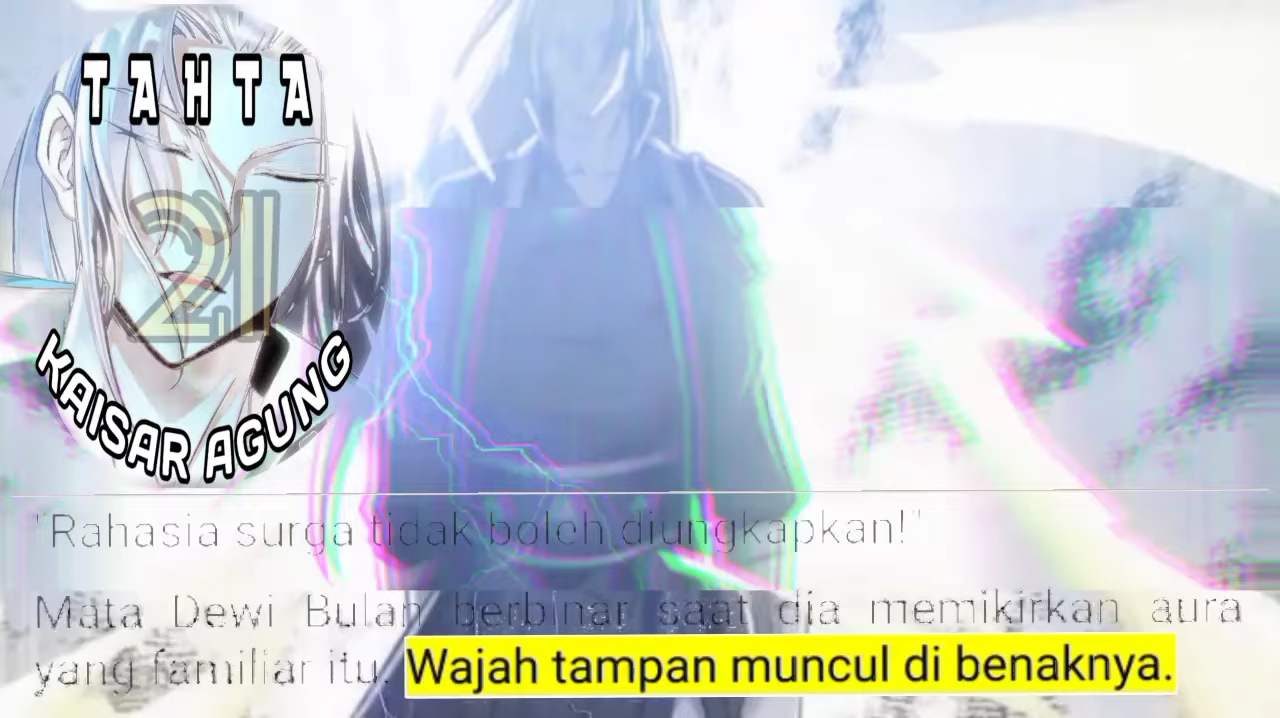 TAHTA
21
KAISAR AGUNG
"Rahasia surga tidak boleh diungkapkan!"
Mata Dewi Bulan berbinar saat dia memikirkan aura
yang familiar itu. Wajah tampan muncul di benaknya.